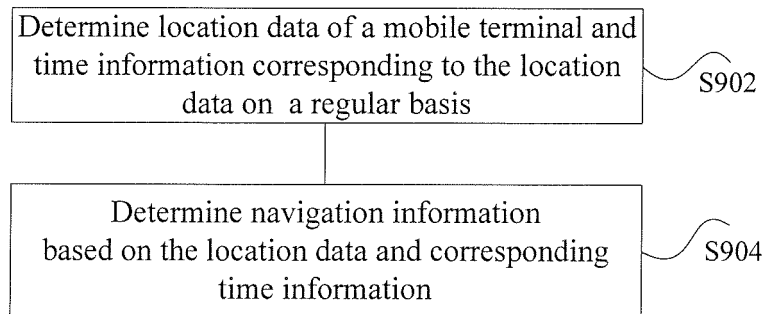 Determine location data of a mobile terminal and
time information corresponding to the location
data on a regular basis
S902
Determine navigation information
based on the location data and corresponding
time information
S904